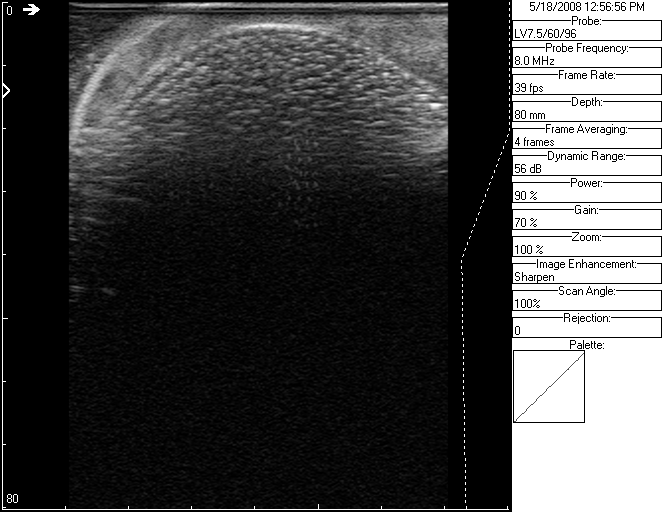 0
80
5/18/2008 12:56:56 PM
Probe:
LV7.5/60/96
Probe Frequency:
8.0 MHz
Frame Rate:
39 fps
Depth:
80 mm
Frame Averaging:
4 frames
Dynamic Range:
56 dB
Power:
90 %
Gain:
70 %
Zoom:
100 %
Image Enhancement:
Sharpen
Scan Angle:
100%
Rejection:
0
Palette: